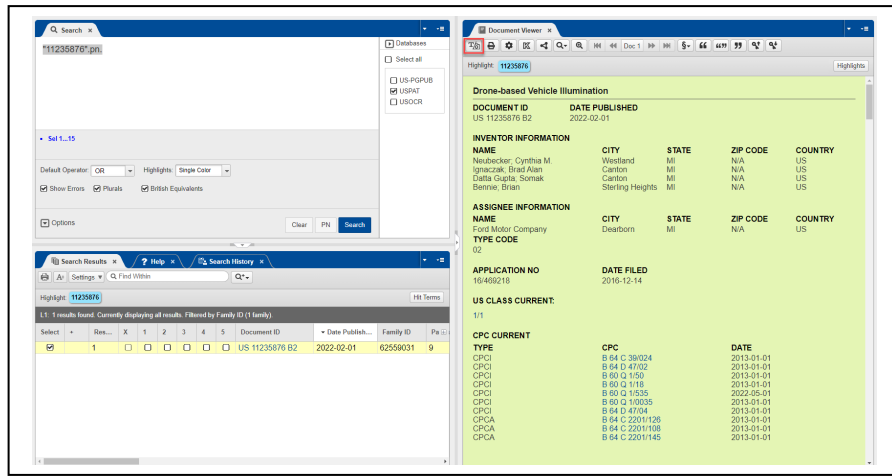 Search ×
"11235876".pn.
Databases
Select all
US-PGPUB
USPAT
USOCR
Sel 1...15
Default Operator: OR Highlights: Single Color
Show Errors Plurals British Equivalents
Options
Clear PN Search
Search Results × ? Help × Search History ×
Settings Find Within
Highlight: 11235876
Hit Terms
L1: 1 results found. Currently displaying all results. Filtered by Family ID (1 family).
Select Res... X 1 2 3 4 5 Document ID Date Publish... Family ID Pa
1 US 11235876 B2 2022-02-01 62559031 9
Document Viewer ×
Doc 1
Highlight: 11235876
Highlights
Drone-based Vehicle Illumination
DOCUMENT ID DATE PUBLISHED
US 11235876 B2 2022-02-01
INVENTOR INFORMATION
NAME CITY STATE ZIP CODE COUNTRY
Neubecker; Cynthia M. Westland MI N/A US
Ignaczak; Brad Alan Canton MI N/A US
Datta Gupta; Somak Canton MI N/A US
Bennie; Brian Sterling Heights MI N/A US
ASSIGNEE INFORMATION
NAME CITY STATE ZIP CODE COUNTRY
Ford Motor Company Dearborn MI N/A US
TYPE CODE
02
APPLICATION NO DATE FILED
16/469218 2016-12-14
US CLASS CURRENT:
1/1
CPC CURRENT
TYPE CPC DATE
CPCI B 64 C 39/024 2013-01-01
CPCI B 64 D 47/02 2013-01-01
CPCI B 60 Q 1/50 2013-01-01
CPCI B 60 Q 1/18 2013-01-01
CPCI B 60 Q 1/535 2022-05-01
CPCI B 60 Q 1/0035 2013-01-01
CPCI B 64 D 47/04 2013-01-01
CPCA B 64 C 2201/126 2013-01-01
CPCA B 64 C 2201/108 2013-01-01
CPCA B 64 C 2201/145 2013-01-01